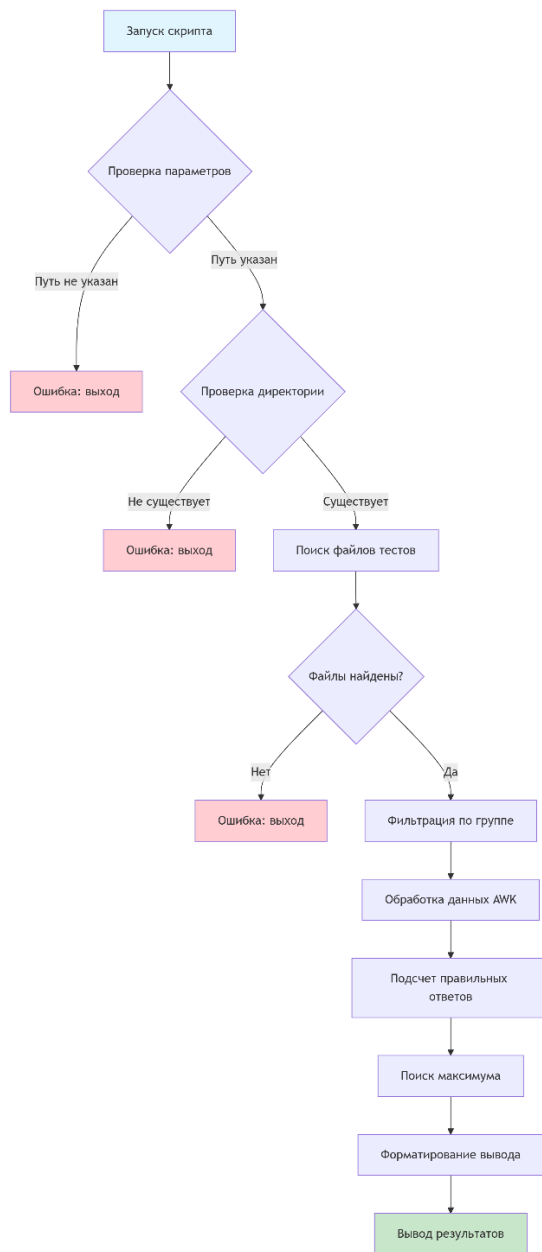 Запуск скрипта
Проверка параметров
Путь не указан
Путь указан
Ошибка: выход
Проверка директории
Не существует
Существует
Ошибка: выход
Поиск файлов тестов
Файлы найдены?
Нет
Да
Ошибка: выход
Фильтрация по группе
Обработка данных AWK
Подсчет правильных
ответов
Поиск максимума
Форматирование вывода
Вывод результатов